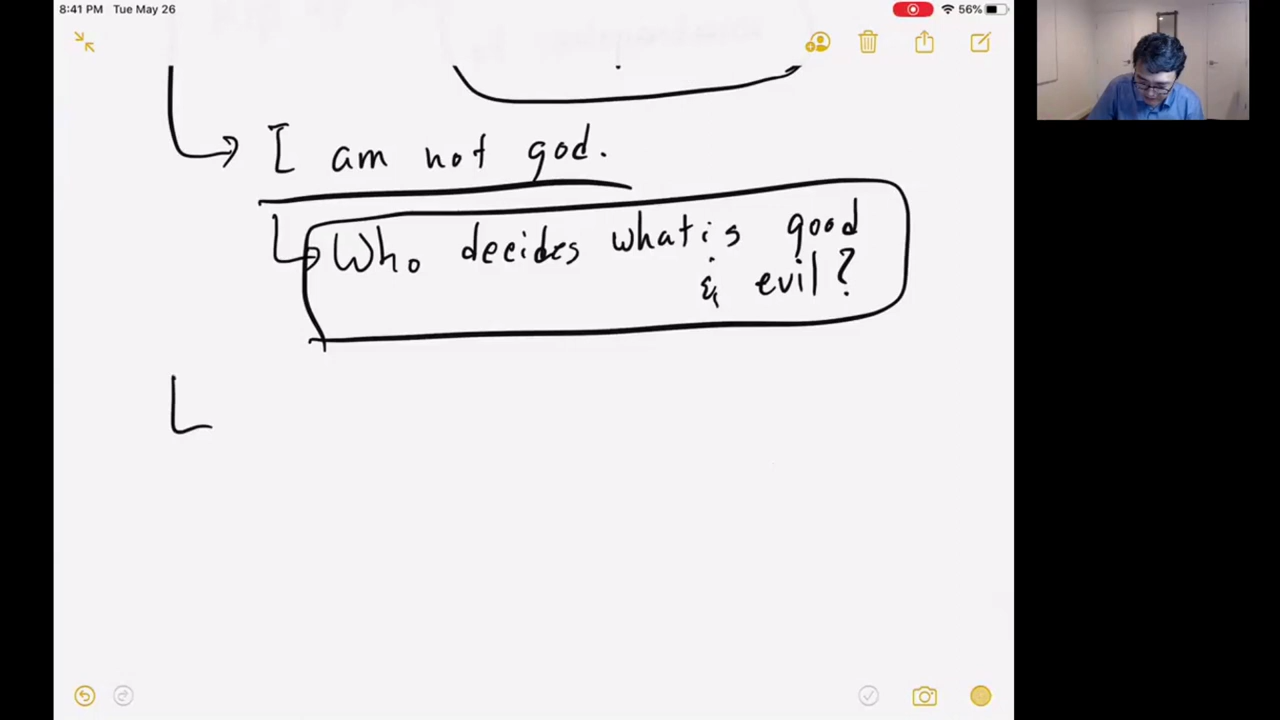 8:41 PM Tue May 26
56%
I am not god.
Who decides what is good
& evil?